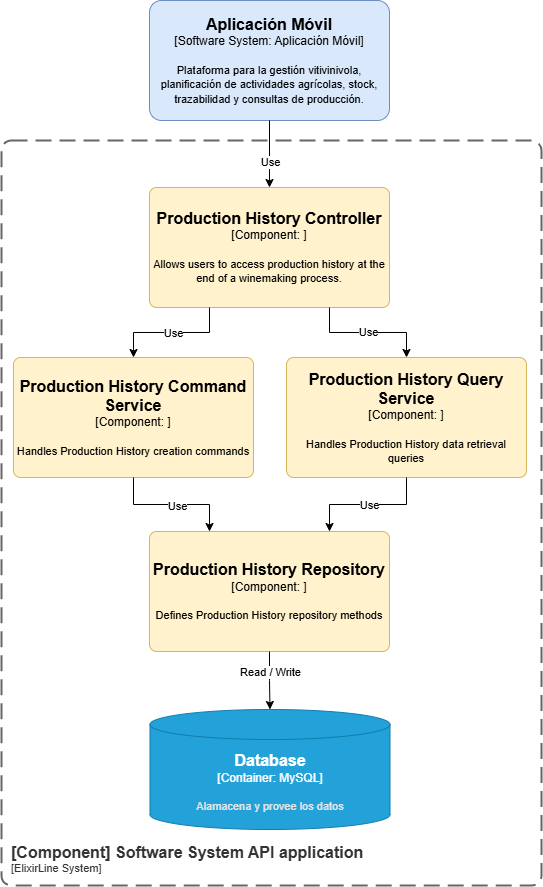 Aplicación Móvil
[Software System: Aplicación Móvil]
Plataforma para la gestión vitivinivola,
planificación de actividades agrícolas, stock,
trazabilidad y consultas de producción.
Use
Production History Controller
[Component: ]
Allows users to access production history at the
end of a winemaking process.
Use
Use
Production History Command
Service
[Component: ]
Handles Production History creation commands
Production History Query
Service
[Component: ]
Handles Production History data retrieval
queries
Use
Use
Production History Repository
[Component: ]
Defines Production History repository methods
Read / Write
Database
[Container: MySQL]
Alamacena y provee los datos
[Component] Software System API application
[ElixirLine System]